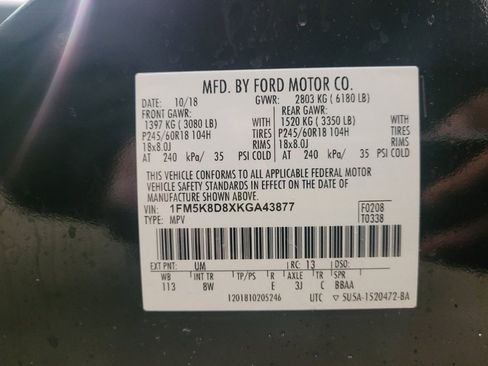 MFD. BY FORD MOTOR CO.
DATE: 10/18 GVWR: 2803 KG ( 6180 LB)
FRONT GAWR: REAR GAWR:
1397 KG ( 3080 LB) WITH 1520 KG ( 3350 LB) WITH
P245/60R18 104H TIRES P245/60R18 104H TIRES
18x8.0J RIMS 18x8.0J RIMS
AT 240 kPa/ 35 PSI COLD AT 240 kPa/ 35 PSI COLD
THIS VEHICLE CONFORMS TO ALL APPLICABLE FEDERAL MOTOR
VEHICLE SAFETY STANDARDS IN EFFECT ON THE DATE OF
MANUFACTURE SHOWN ABOVE.
VIN: 1FM5K8D8XKGA43877 F0208
TYPE: MPV T0338
EXT PNT: UM RC: 13 DSO:
WB INT TR TP/PS R AXLE TR SPR
113 8W E 3J C BBAA
1201810205246 UTC ▽ 5U5A-1520472-BA